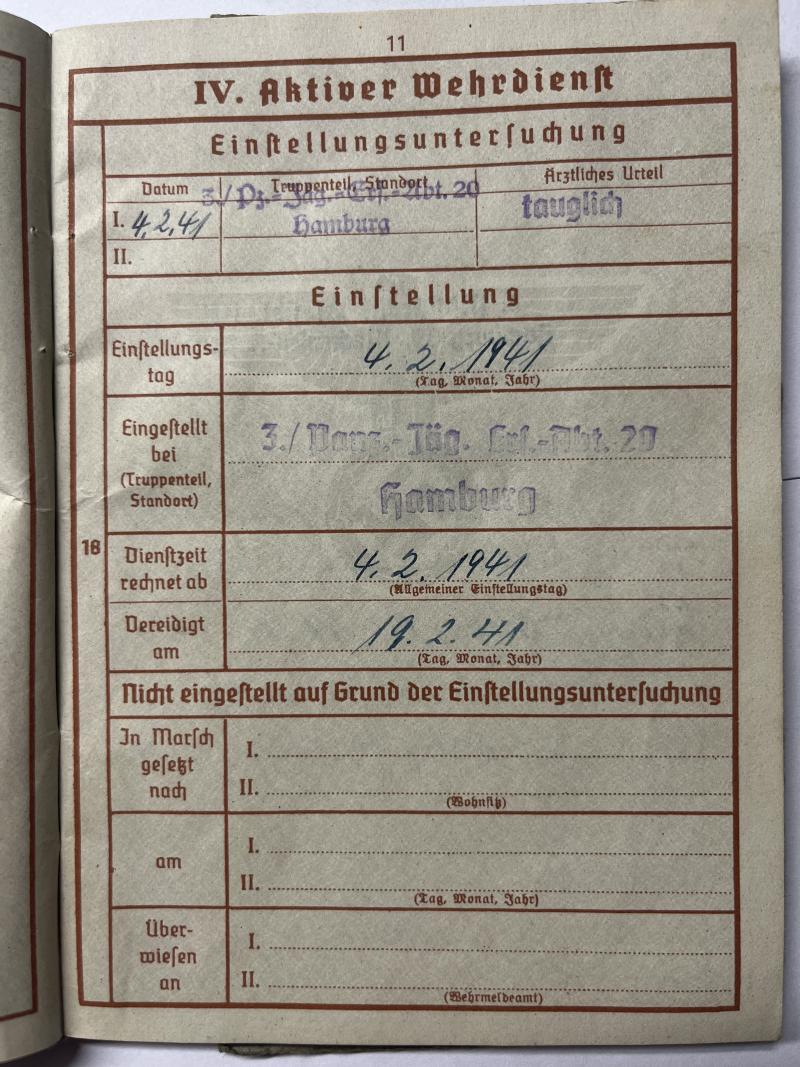 11
IV. Aktiver Wehrdienst
Einstellungsuntersuchung
Datum Truppenteil, Standort Ärztliches Urteil
I. 4.2.41 3./Pz.-Jäg.-Ers.-Abt. 20 tauglich
Hamburg
II.
Einstellung
Einstellungs-
tag
4. 2. 1941
(Tag, Monat, Jahr)
Eingestellt
bei
(Truppenteil,
Standort)
3./Panz.-Jäg. Ers.-Abt. 20
Hamburg
18
Dienstzeit
rechnet ab
4. 2. 1941
(Allgemeiner Einstellungstag)
Vereidigt
am
19. 2. 41
(Tag, Monat, Jahr)
Nicht eingestellt auf Grund der Einstellungsuntersuchung
In Marsch
gesetzt
nach
I.
II.
(Wohnsitz)
am
I.
II.
(Tag, Monat, Jahr)
Über-
wiesen
an
I.
II.
(Wehrmeldeamt)